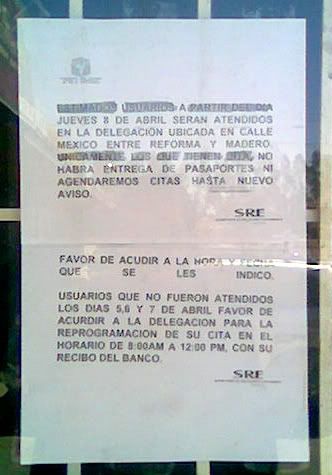 ESTIMADOS USUARIOS A PARTIR DEL DIA
JUEVES 8 DE ABRIL SERAN ATENDIDOS
EN LA DELEGACIÓN UBICADA EN CALLE
MEXICO ENTRE REFORMA Y MADERO.
UNICAMENTE LOS QUE TIENEN CITA, NO
HABRA ENTREGA DE PASAPORTES NI
AGENDAREMOS CITAS HASTA NUEVO
AVISO.
SRE
FAVOR DE ACUDIR A LA HORA Y FECHA
QUE SE LES INDICO.
USUARIOS QUE NO FUERON ATENDIDOS
LOS DIAS 5,6 Y 7 DE ABRIL FAVOR DE
ACURDIR A LA DELEGACION PARA LA
REPROGRAMACION DE SU CITA EN EL
HORARIO DE 8:00AM A 12:00 PM, CON SU
RECIBO DEL BANCO.
SRE